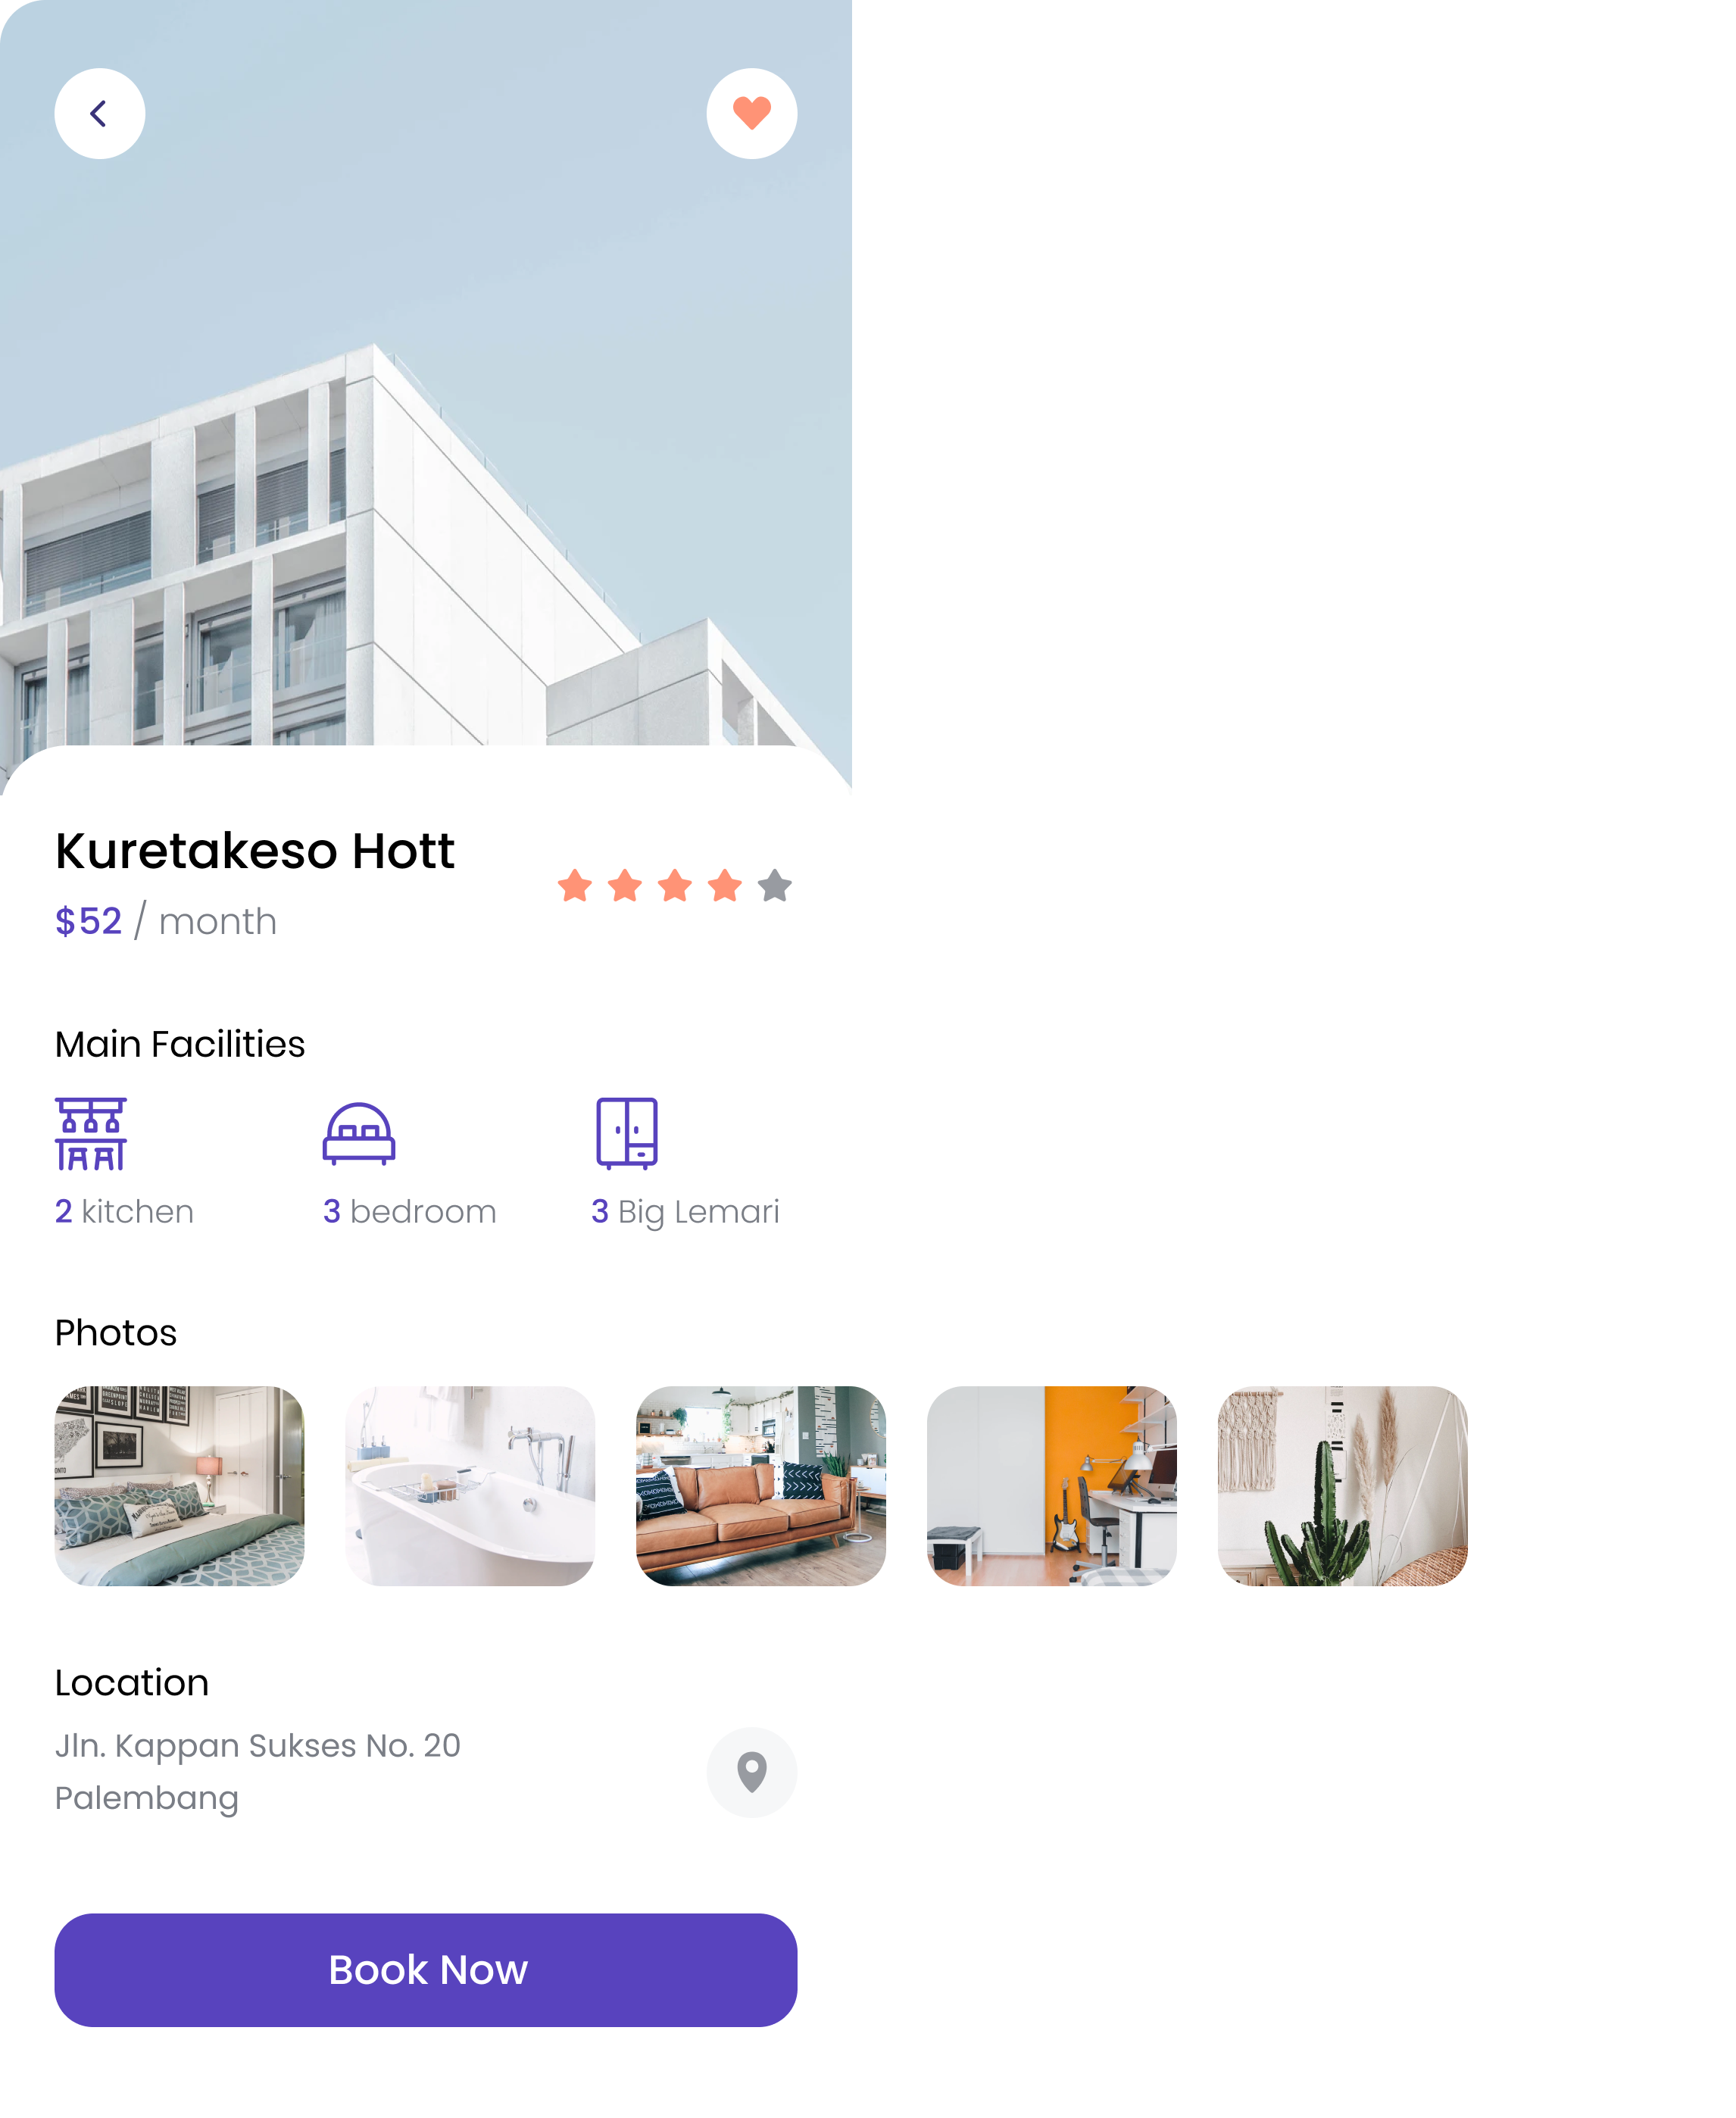 Kuretakeso Hott
$52 / month
Main Facilities
2 kitchen
3 bedroom
3 Big Lemari
Photos
Location
Jln. Kappan Sukses No. 20
Palembang
Book Now